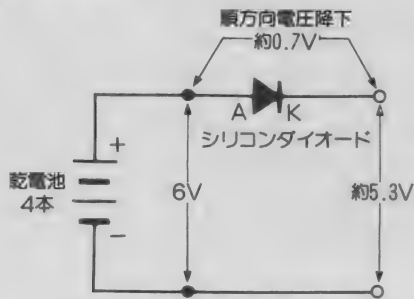 順方向電圧降下
約0.7V
A K
シリコンダイオード
+
乾電池
4本
6V
約5.3V
−